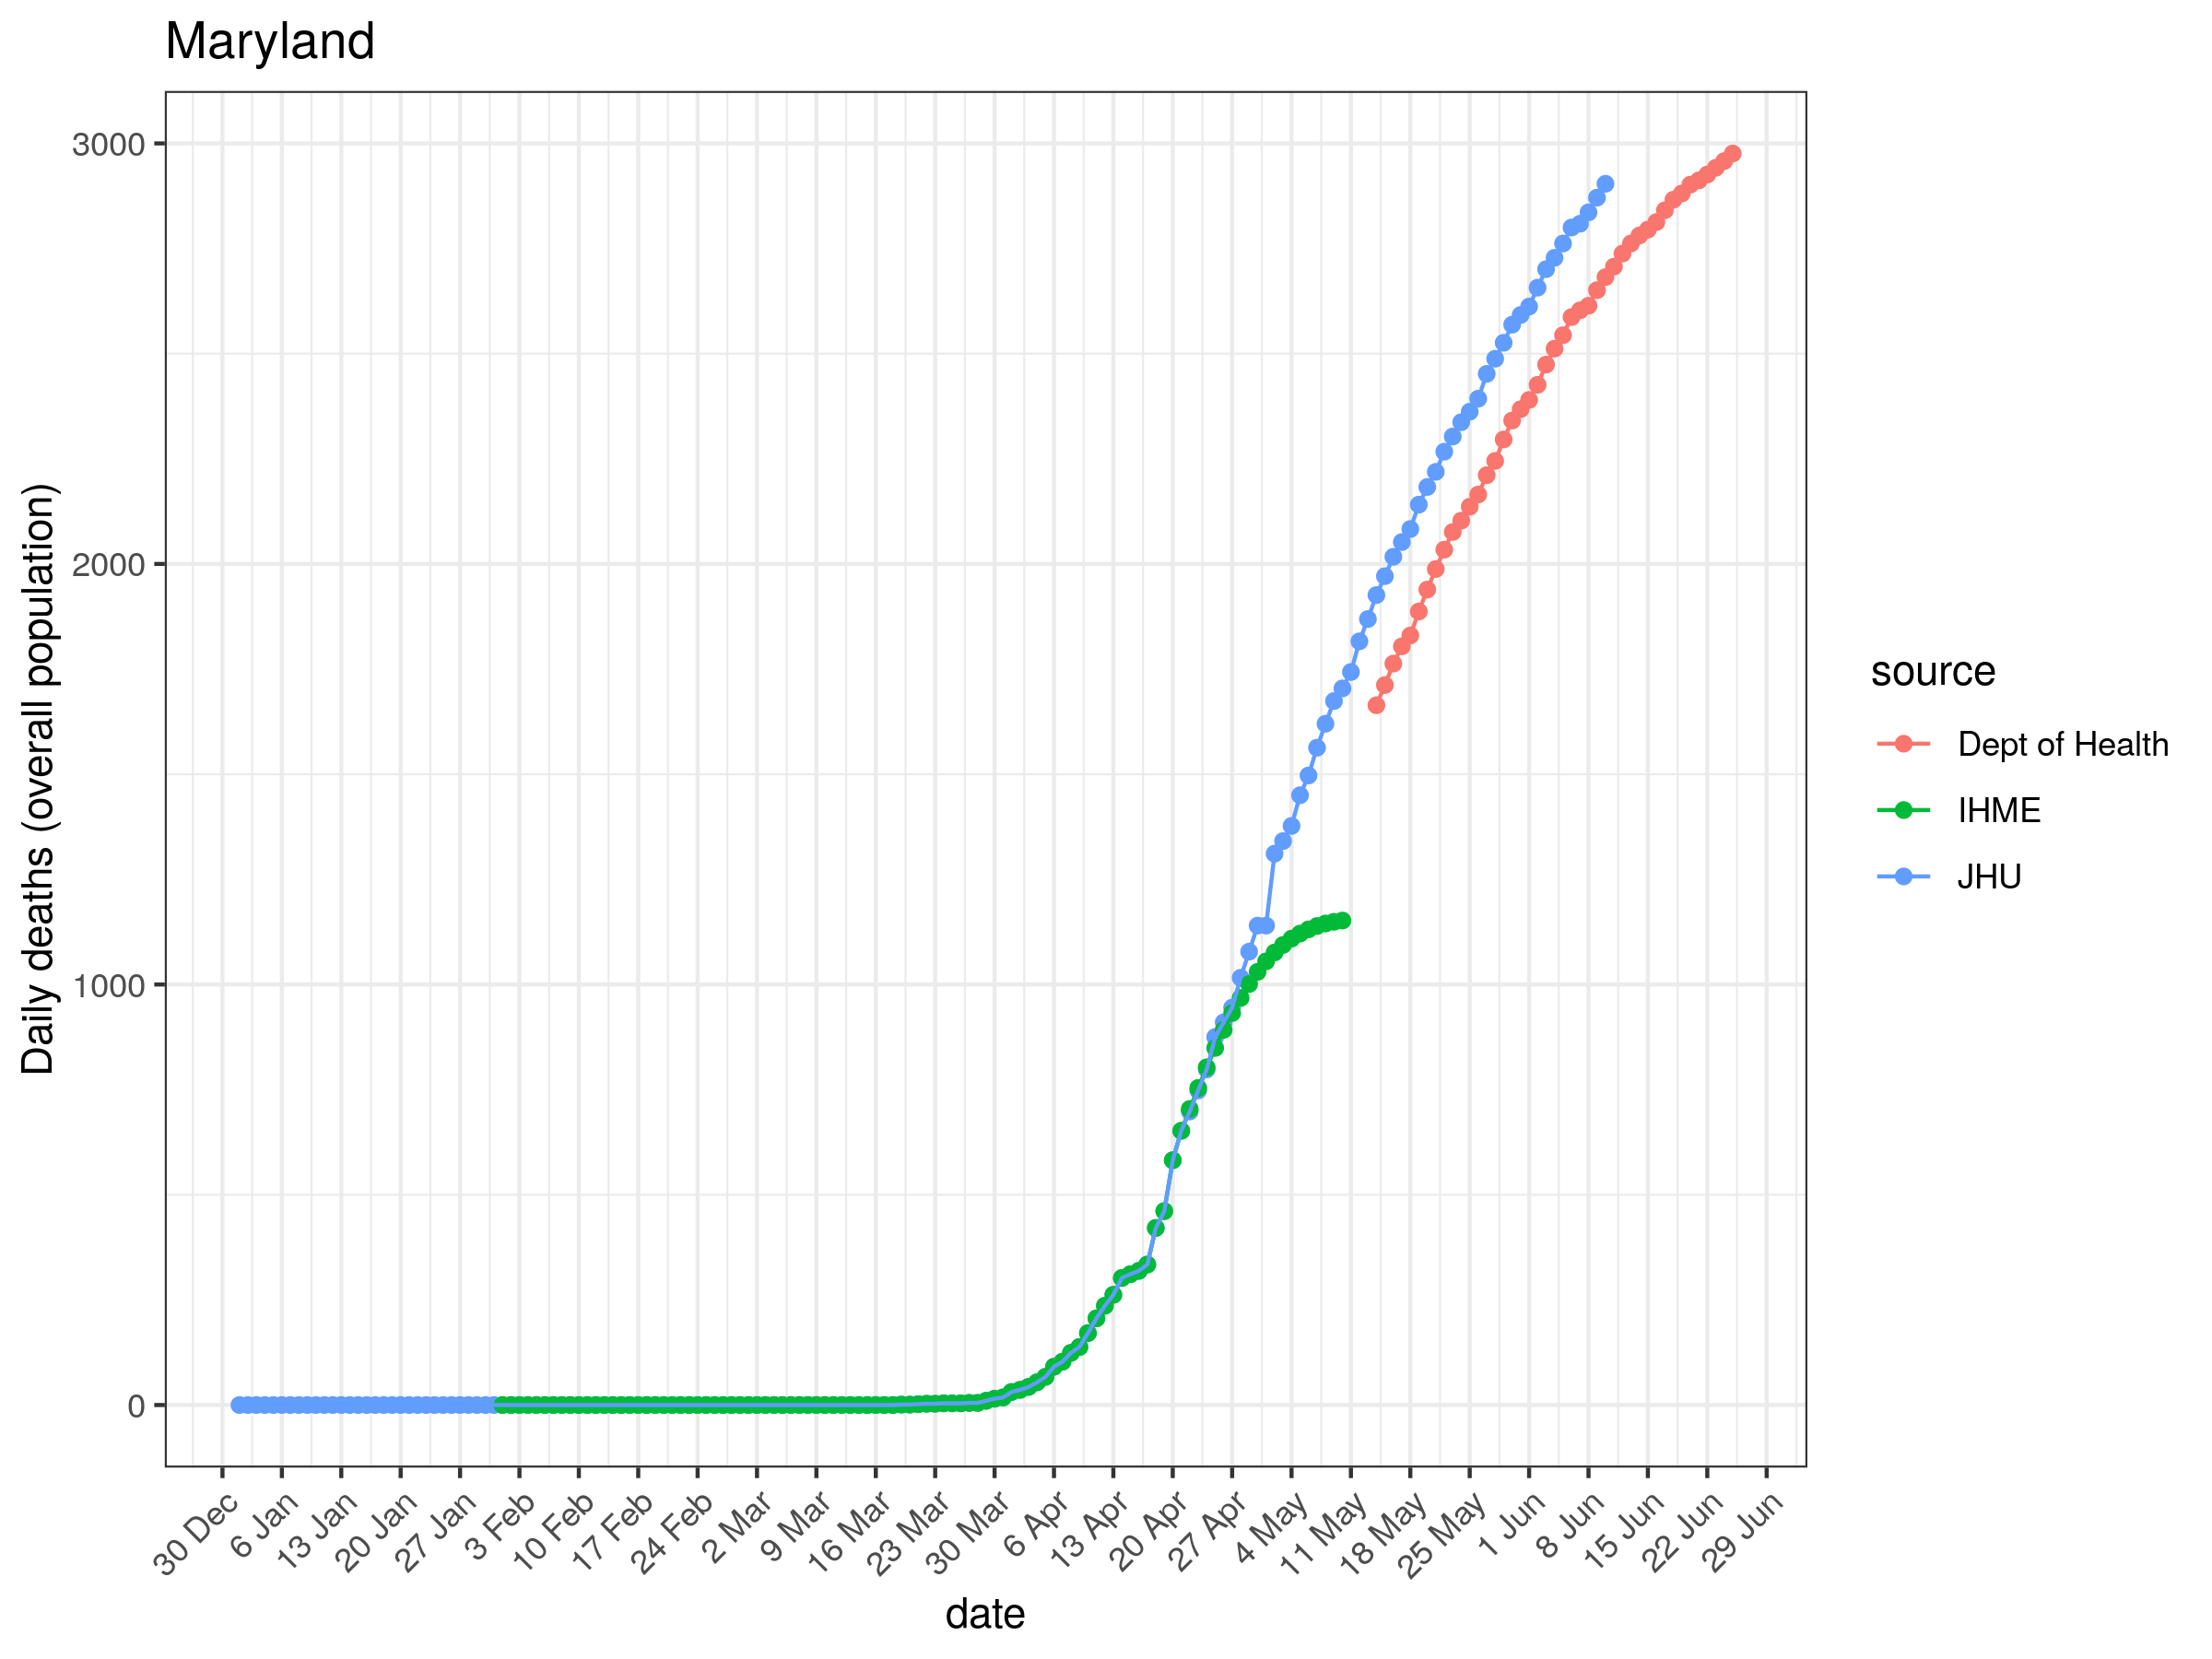 Maryland
3000
2000
1000
0
Daily deaths (overall population)
30 Dec
6 Jan
13 Jan
20 Jan
27 Jan
3 Feb
10 Feb
17 Feb
24 Feb
2 Mar
9 Mar
16 Mar
23 Mar
30 Mar
6 Apr
13 Apr
20 Apr
27 Apr
4 May
11 May
18 May
25 May
1 Jun
8 Jun
15 Jun
22 Jun
29 Jun
date
source
Dept of Health
IHME
JHU